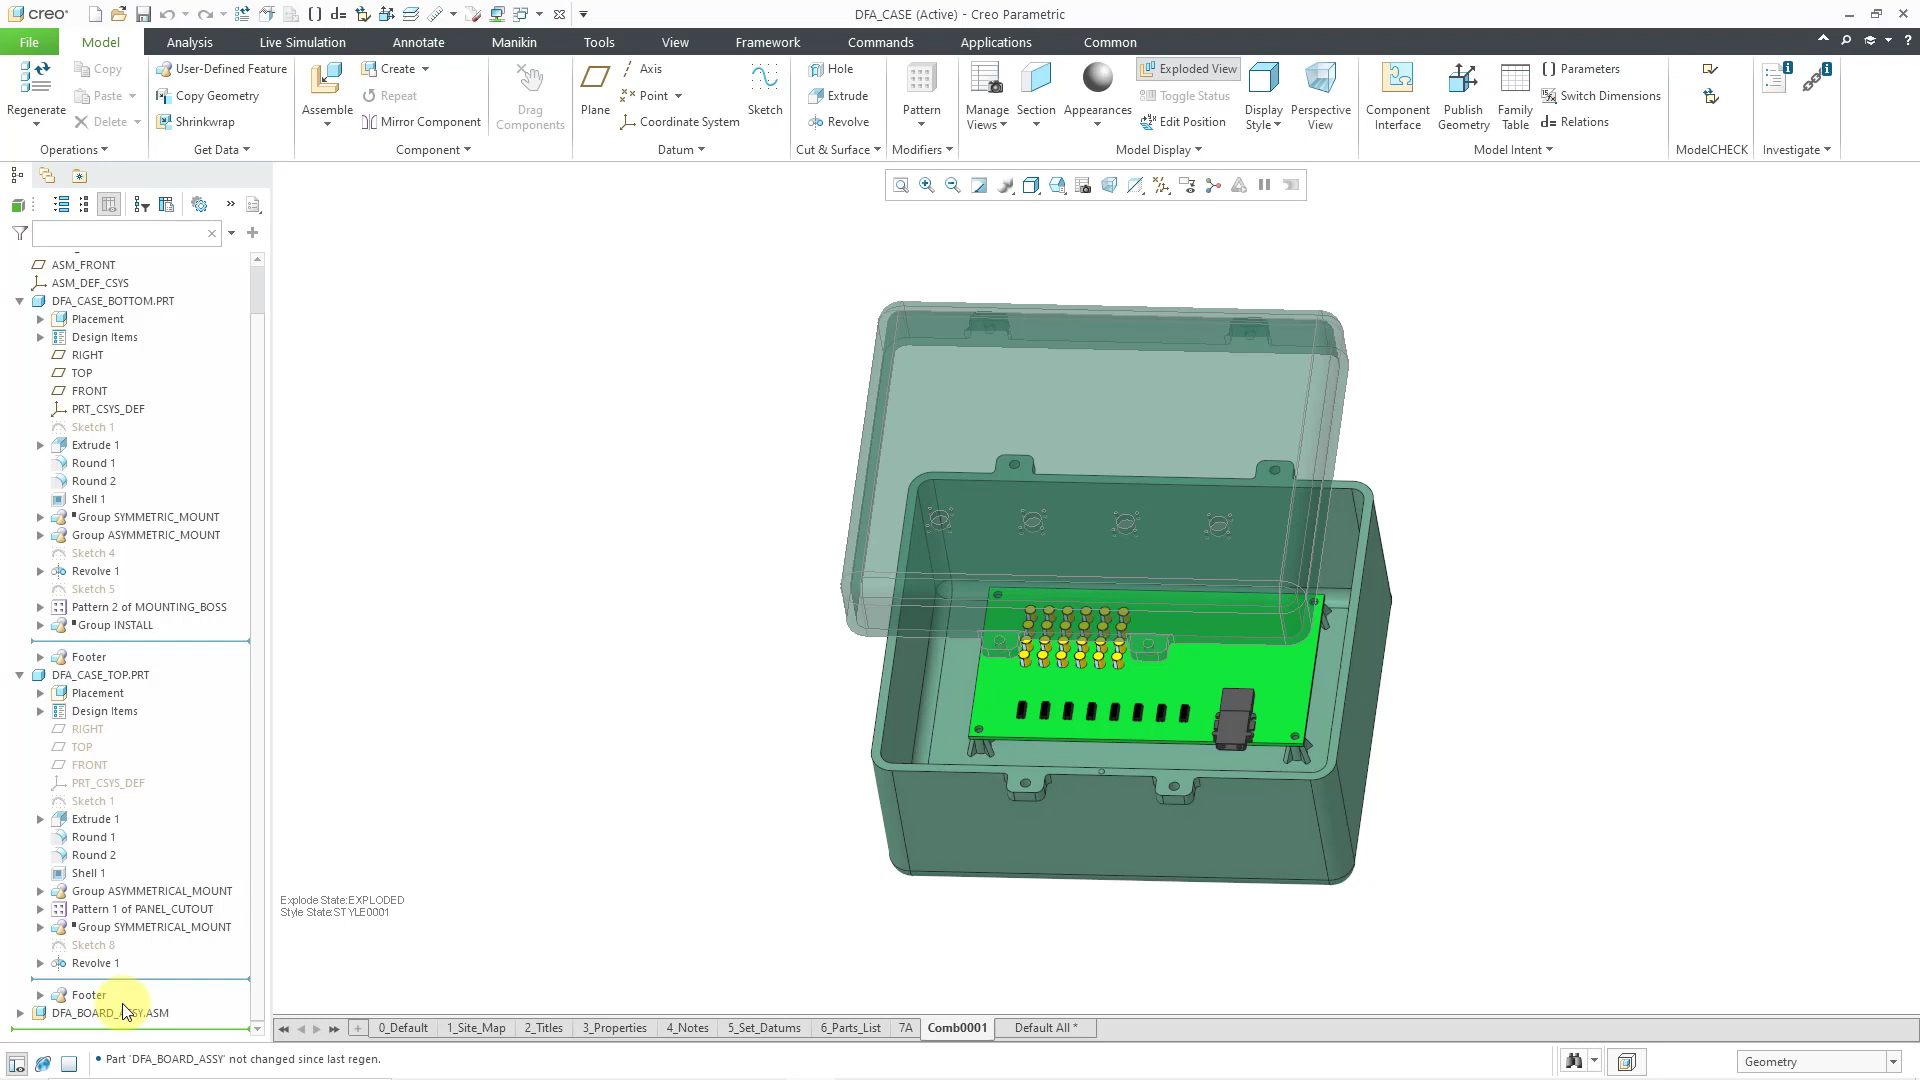 creo
DFA_CASE (Active) - Creo Parametric
File
Model
Analysis
Live Simulation
Annotate
Manikin
Tools
View
Framework
Commands
Applications
Common
Regenerate
Copy
Paste
Delete
Operations
User-Defined Feature
Copy Geometry
Shrinkwrap
Get Data
Assemble
Create
Repeat
Mirror Component
Component
Drag
Components
Plane
Axis
Point
Coordinate System
Sketch
Datum
Hole
Extrude
Revolve
Cut & Surface
Pattern
Modifiers
Manage
Views
Section
Appearances
Exploded View
Toggle Status
Edit Position
Display
Style
Perspective
View
Model Display
Component
Interface
Publish
Geometry
Family
Table
Parameters
Switch Dimensions
Relations
Model Intent
ModelCHECK
Investigate
ASM_FRONT
ASM_DEF_CSYS
DFA_CASE_BOTTOM.PRT
Placement
Design Items
RIGHT
TOP
FRONT
PRT_CSYS_DEF
Sketch 1
Extrude 1
Round 1
Round 2
Shell 1
Group SYMMETRIC_MOUNT
Group ASYMMETRIC_MOUNT
Sketch 4
Revolve 1
Sketch 5
Pattern 2 of MOUNTING_BOSS
Group INSTALL
Footer
DFA_CASE_TOP.PRT
Placement
Design Items
RIGHT
TOP
FRONT
PRT_CSYS_DEF
Sketch 1
Extrude 1
Round 1
Round 2
Shell 1
Group ASYMMETRICAL_MOUNT
Pattern 1 of PANEL_CUTOUT
Group SYMMETRICAL_MOUNT
Sketch 8
Revolve 1
Footer
DFA_BOARD_ASSY.ASM
Explode State:EXPLODED
Style State:STYLE0001
0_Default
1_Site_Map
2_Titles
3_Properties
4_Notes
5_Set_Datums
6_Parts_List
7A
Comb0001
Default All *
• Part 'DFA_BOARD_ASSY' not changed since last regen.
Geometry